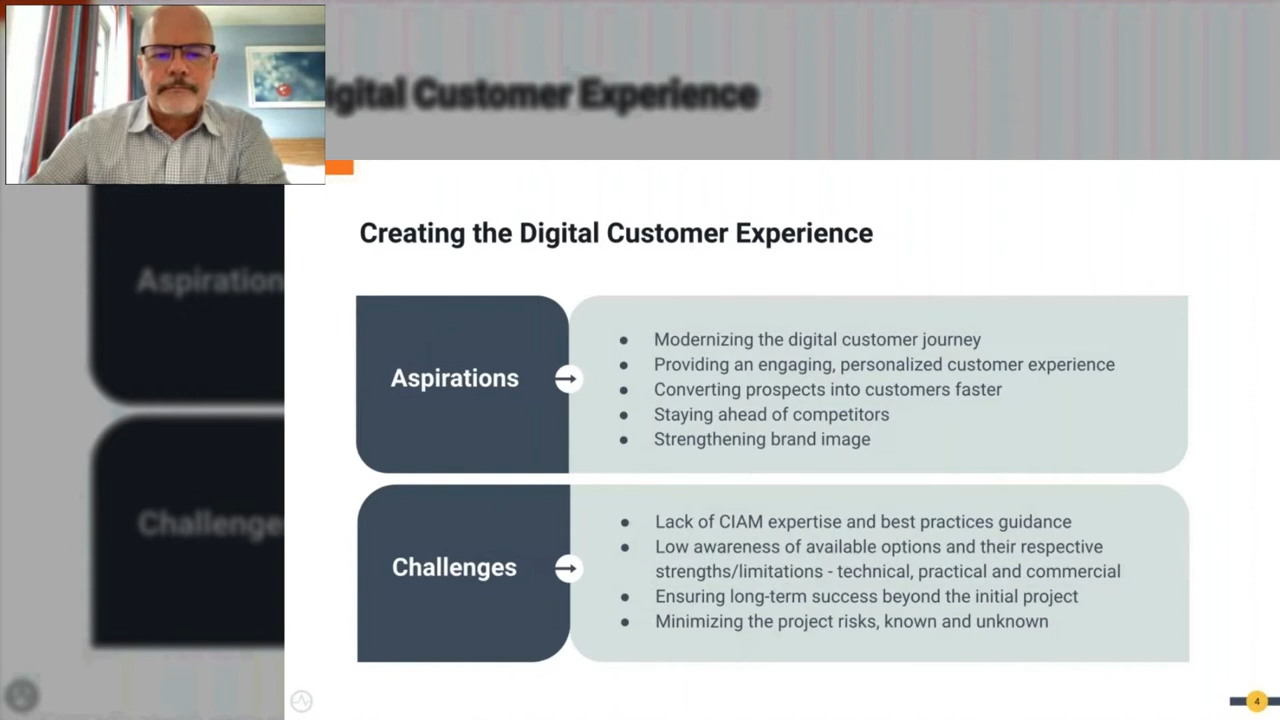 igital Customer Experience
Creating the Digital Customer Experience
Aspiration
Aspirations
● Modernizing the digital customer journey
● Providing an engaging, personalized customer experience
● Converting prospects into customers faster
● Staying ahead of competitors
● Strengthening brand image
Challenge
Challenges
● Lack of CIAM expertise and best practices guidance
● Low awareness of available options and their respective
strengths/limitations - technical, practical and commercial
● Ensuring long-term success beyond the initial project
● Minimizing the project risks, known and unknown
4